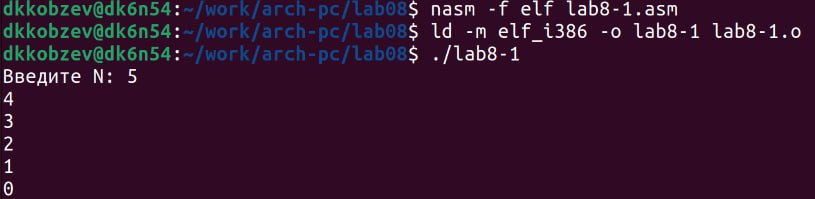 dkkobzev@dk6n54:~/work/arch-pc/lab08$ nasm -f elf lab8-1.asm
dkkobzev@dk6n54:~/work/arch-pc/lab08$ ld -m elf_i386 -o lab8-1 lab8-1.o
dkkobzev@dk6n54:~/work/arch-pc/lab08$ ./lab8-1
Введите N: 5
4
3
2
1
0